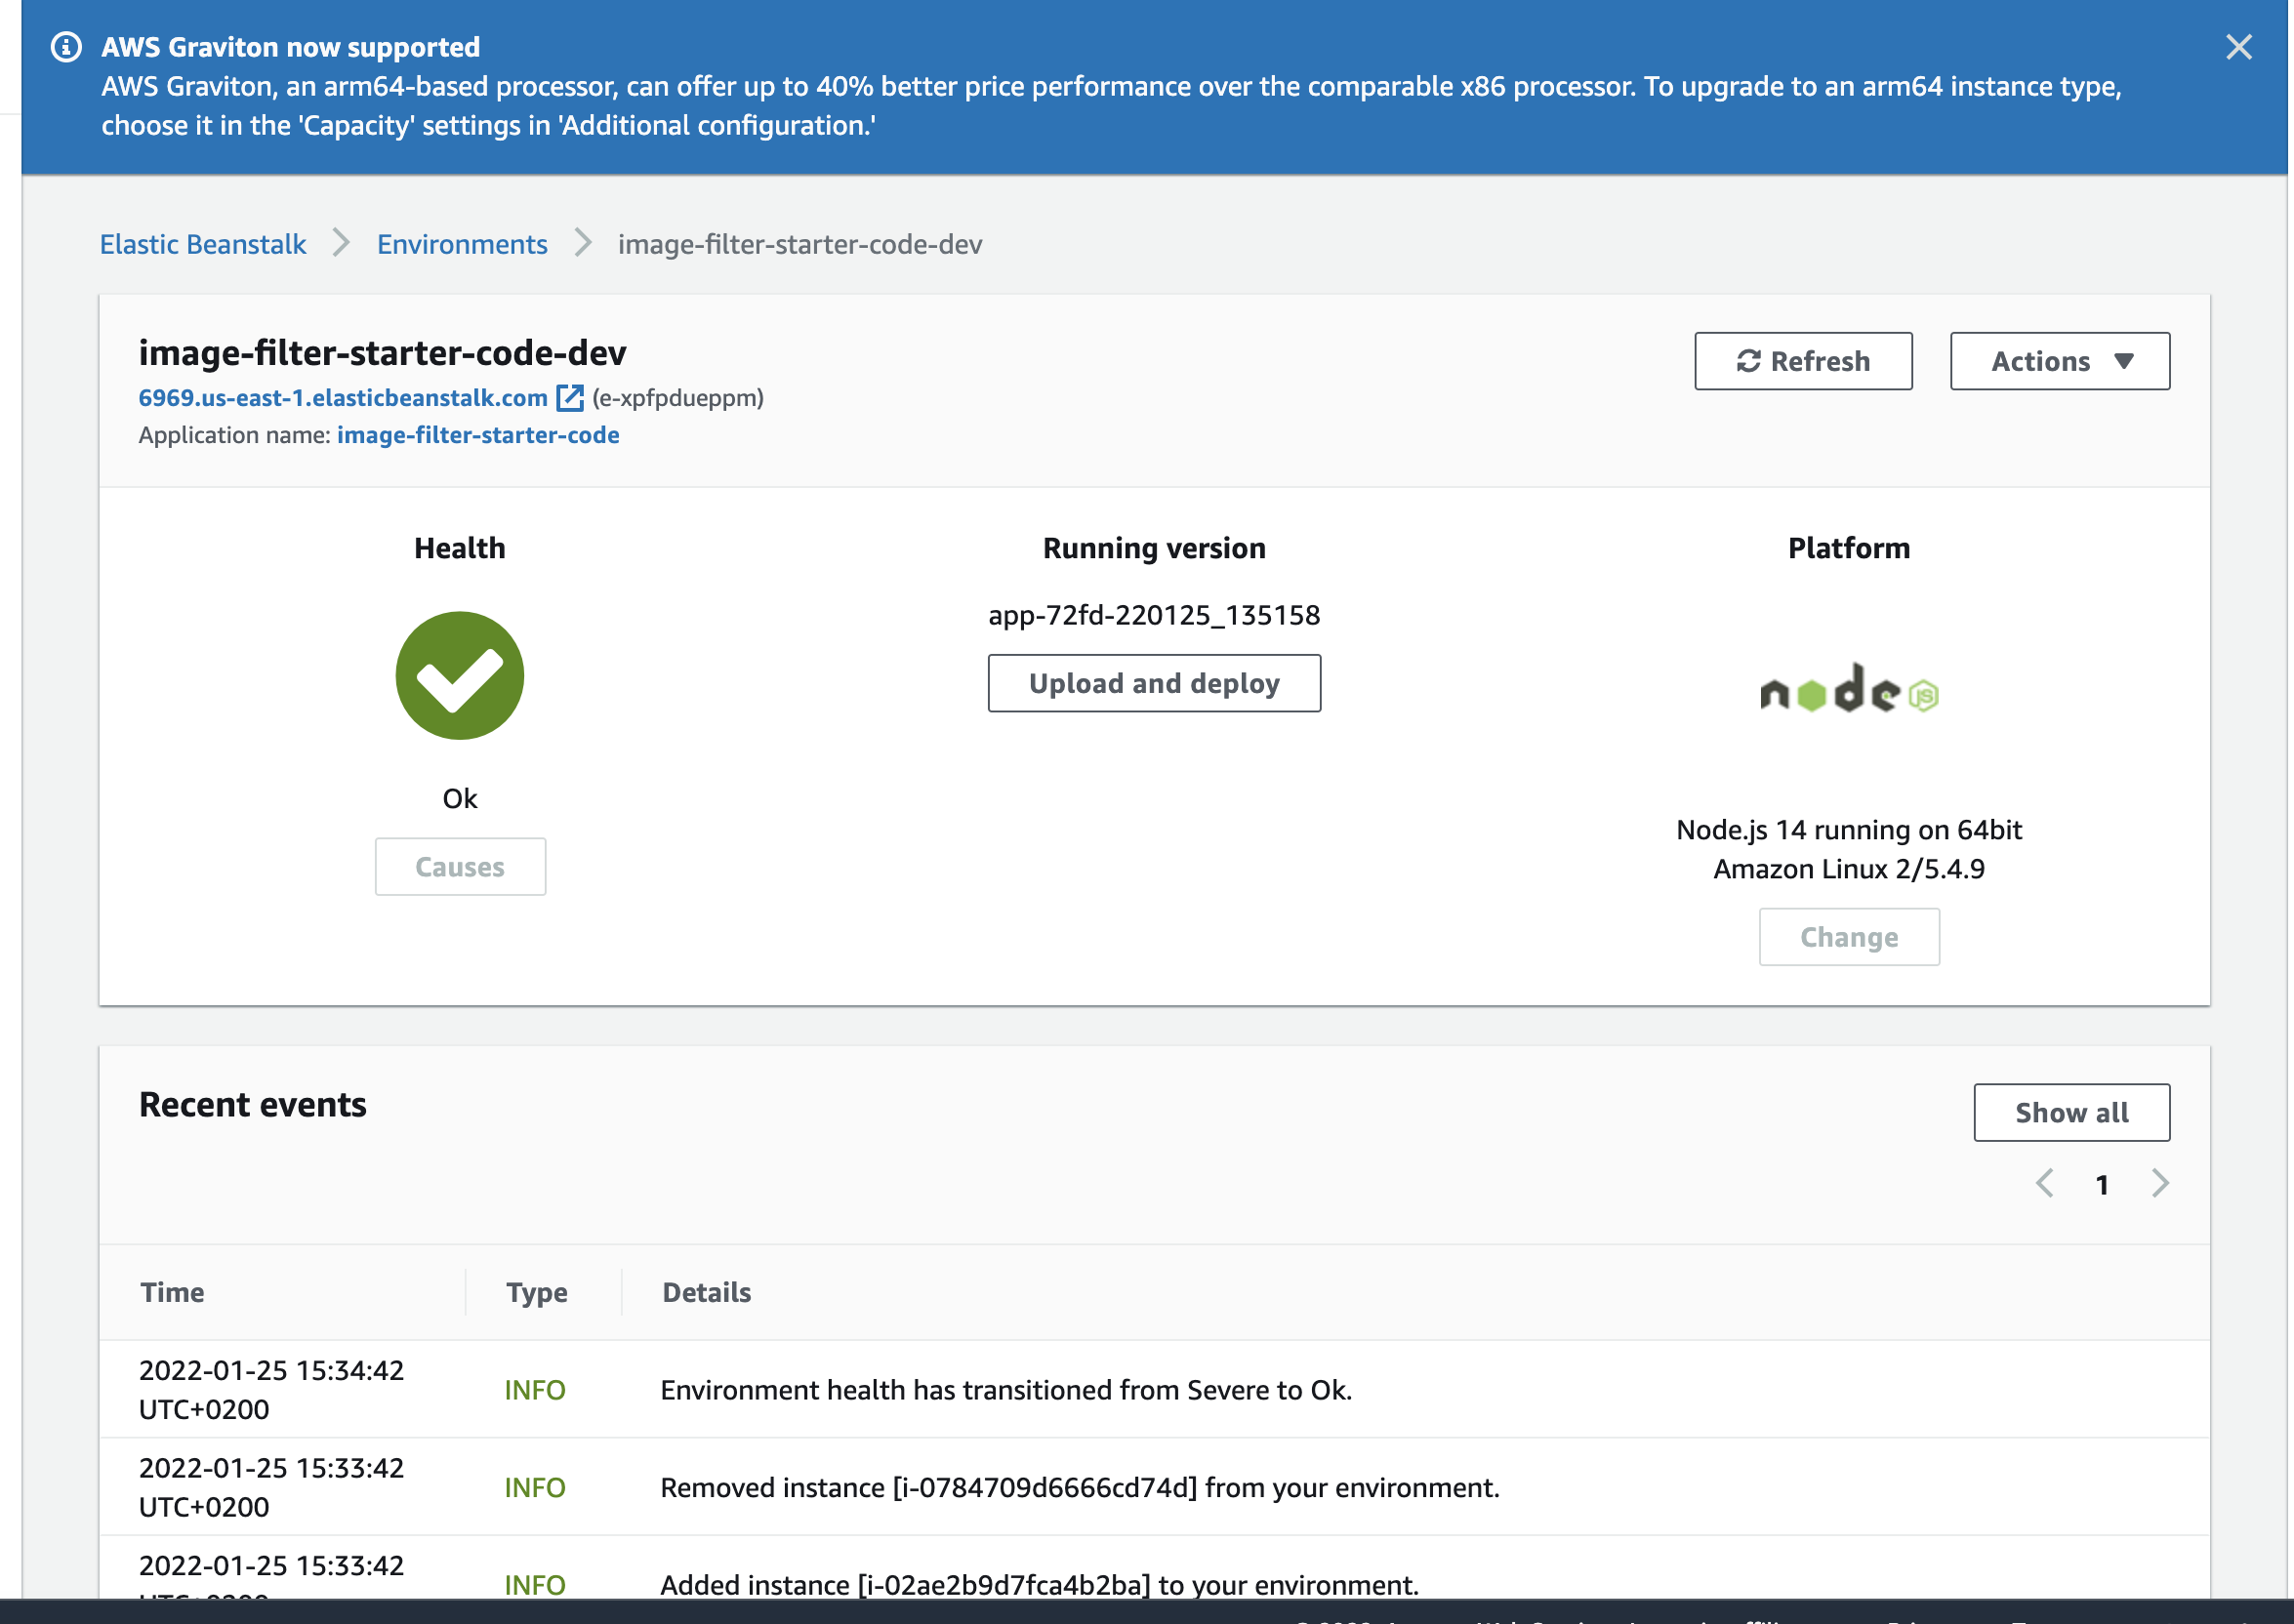 AWS Graviton now supported
AWS Graviton, an arm64-based processor, can offer up to 40% better price performance over the comparable x86 processor. To upgrade to an arm64 instance type,
choose it in the 'Capacity' settings in 'Additional configuration.'
Elastic Beanstalk
Environments
image-filter-starter-code-dev
image-filter-starter-code-dev
Refresh
Actions
6969.us-east-1.elasticbeanstalk.com (e-xpfpdueppm)
Application name: image-filter-starter-code
Health
Running version
Platform
app-72fd-220125_135158
Upload and deploy
node JS
Ok
Causes
Node.js 14 running on 64bit
Amazon Linux 2/5.4.9
Change
Recent events
Show all
1
Time
Type
Details
2022-01-25 15:34:42
UTC+0200
INFO
Environment health has transitioned from Severe to Ok.
2022-01-25 15:33:42
UTC+0200
INFO
Removed instance [i-0784709d6666cd74d] from your environment.
2022-01-25 15:33:42
INFO
Added instance [i-02ae2b9d7fca4b2ba] to your environment.